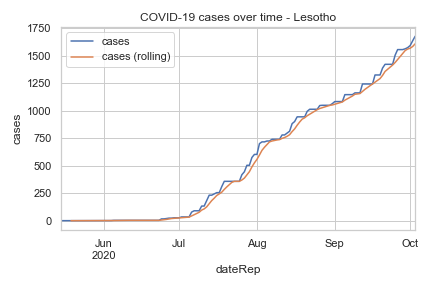 COVID-19 cases over time - Lesotho
cases
cases (rolling)
1750
1500
1250
1000
750
500
250
0
cases
Jun
2020
Jul
Aug
Sep
Oct
dateRep